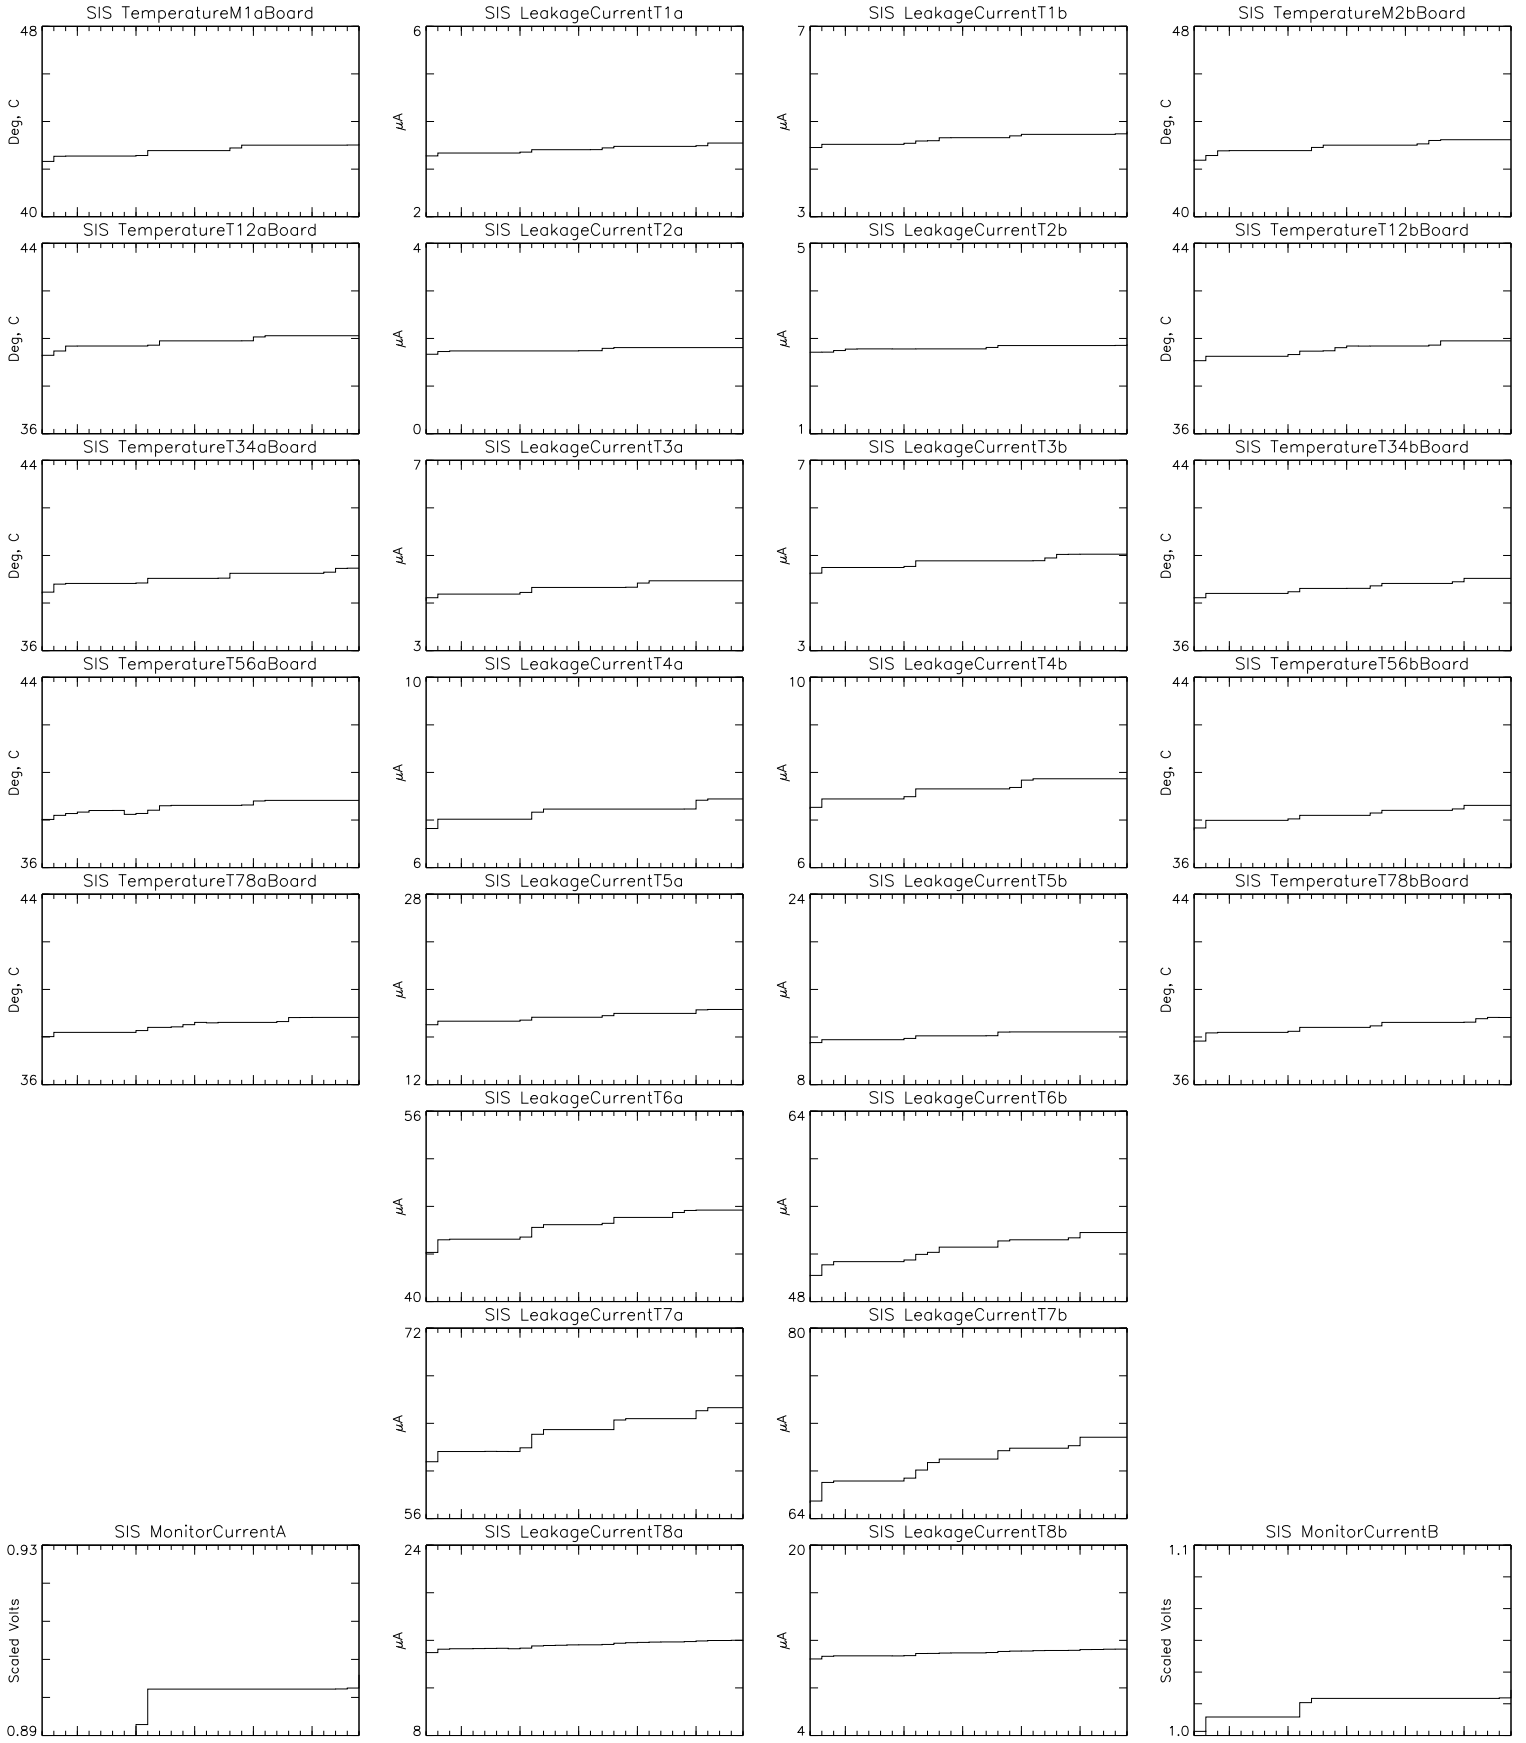 SIS TemperatureM1aBoard SIS LeakageCurrentT1a SIS LeakageCurrentT1b SIS TemperatureM2bBoard
48 6 7 48
Deg, C μA μA Deg, C
40 2 3 40
SIS TemperatureT12aBoard SIS LeakageCurrentT2a SIS LeakageCurrentT2b SIS TemperatureT12bBoard
44 4 5 44
Deg, C μA μA Deg, C
36 0 1 36
SIS TemperatureT34aBoard SIS LeakageCurrentT3a SIS LeakageCurrentT3b SIS TemperatureT34bBoard
44 7 7 44
Deg, C μA μA Deg, C
36 3 3 36
SIS TemperatureT56aBoard SIS LeakageCurrentT4a SIS LeakageCurrentT4b SIS TemperatureT56bBoard
44 10 10 44
Deg, C μA μA Deg, C
36 6 6 36
SIS TemperatureT78aBoard SIS LeakageCurrentT5a SIS LeakageCurrentT5b SIS TemperatureT78bBoard
44 28 24 44
Deg, C μA μA Deg, C
36 12 8 36
SIS LeakageCurrentT6a SIS LeakageCurrentT6b
56 64
μA μA
40 48
SIS LeakageCurrentT7a SIS LeakageCurrentT7b
72 80
μA μA
56 64
SIS MonitorCurrentA SIS LeakageCurrentT8a SIS LeakageCurrentT8b SIS MonitorCurrentB
0.93 24 20 1.1
Scaled Volts μA μA Scaled Volts
0.89 8 4 1.0